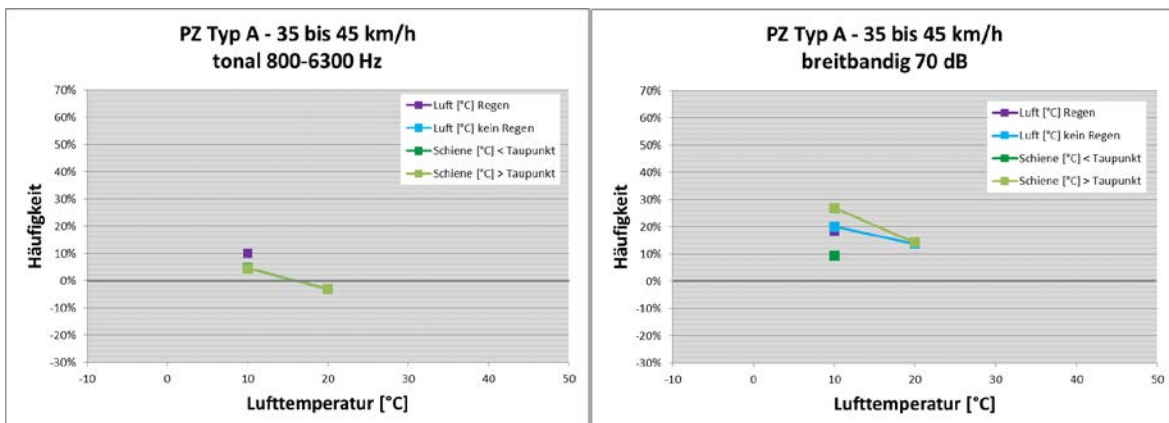 PZ Typ A - 35 bis 45 km/h
tonal 800-6300 Hz
70%
60%
50%
40%
30%
20%
10%
0%
-10%
-20%
-30%
Häufigkeit
Luft [°C] Regen
Luft [°C] kein Regen
Schiene [°C] < Taupunkt
Schiene [°C] > Taupunkt
-10 0 10 20 30 40 50
Lufttemperatur [°C]
PZ Typ A - 35 bis 45 km/h
breitbandig 70 dB
70%
60%
50%
40%
30%
20%
10%
0%
-10%
-20%
-30%
Häufigkeit
Luft [°C] Regen
Luft [°C] kein Regen
Schiene [°C] < Taupunkt
Schiene [°C] > Taupunkt
-10 0 10 20 30 40 50
Lufttemperatur [°C]